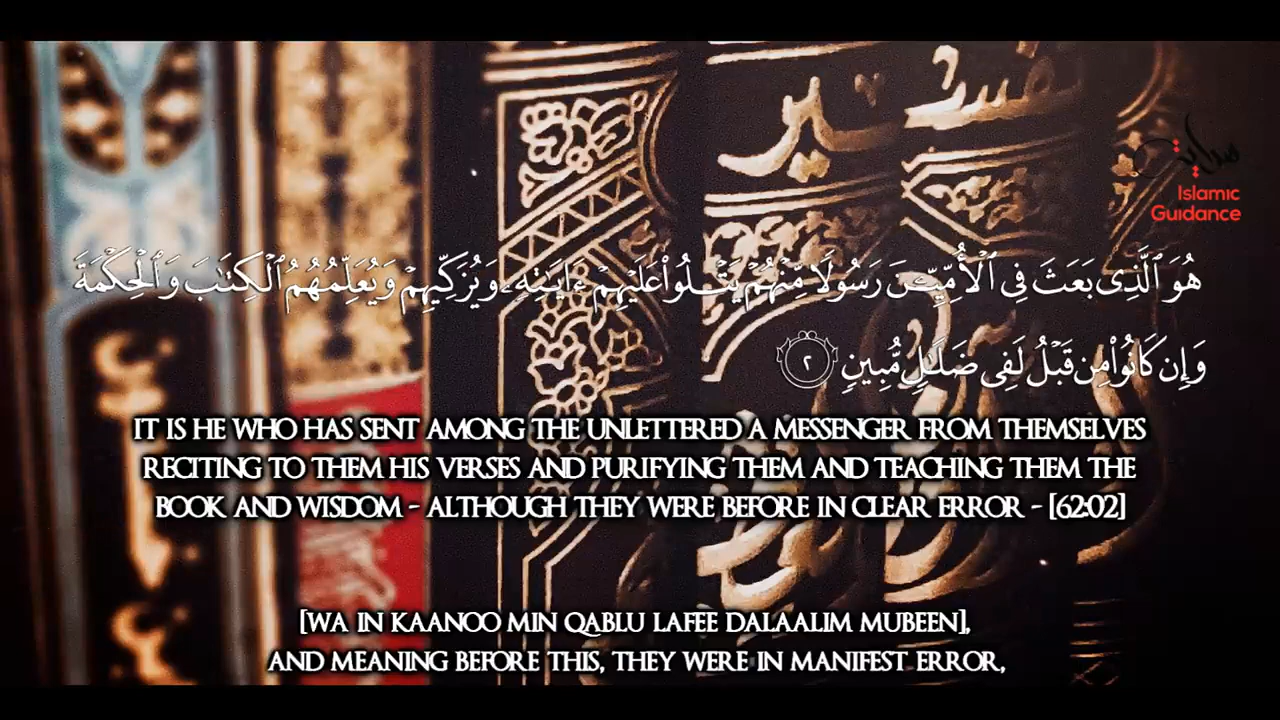 تفسير
هداية
Islamic
Guidance
هُوَ ٱلَّذِى بَعَثَ فِى ٱلْأُمِّيِّـۧنَ رَسُولًا مِّنْهُمْ يَتْلُوا۟ عَلَيْهِمْ ءَايَـٰتِهِۦ وَيُزَكِّيهِمْ وَيُعَلِّمُهُمُ ٱلْكِتَـٰبَ وَٱلْحِكْمَةَ
وَإِن كَانُوا۟ مِن قَبْلُ لَفِى ضَلَـٰلٍ مُّبِينٍ ٢
IT IS HE WHO HAS SENT AMONG THE UNLETTERED A MESSENGER FROM THEMSELVES
RECITING TO THEM HIS VERSES AND PURIFYING THEM AND TEACHING THEM THE
BOOK AND WISDOM - ALTHOUGH THEY WERE BEFORE IN CLEAR ERROR - [62:02]
[WA IN KAANOO MIN QABLU LAFEE DALAALIM MUBEEN],
AND MEANING BEFORE THIS, THEY WERE IN MANIFEST ERROR,